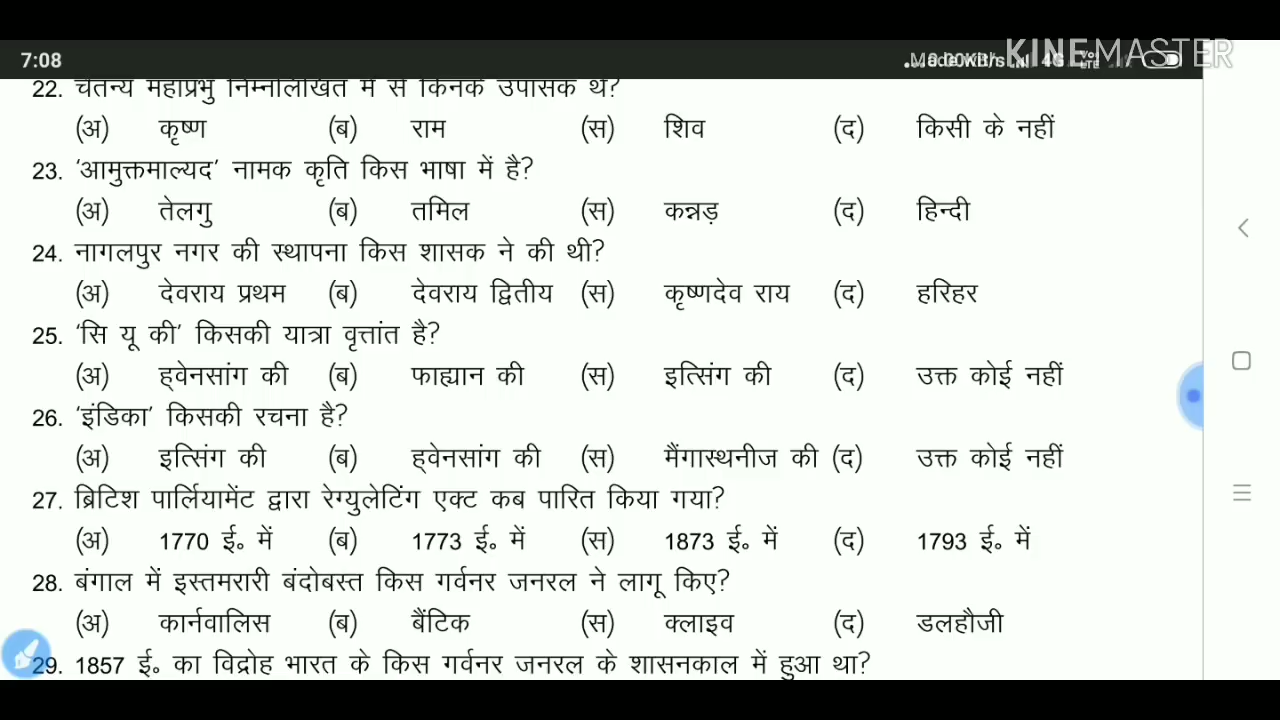 7:08
KINEMASTER
22. चैतन्य महाप्रभु निम्नलिखित में से किनके उपासक थे?
(अ) कृष्ण (ब) राम (स) शिव (द) किसी के नहीं
23. ‘आमुक्तमाल्यद’ नामक कृति किस भाषा में है?
(अ) तेलगु (ब) तमिल (स) कन्नड़ (द) हिन्दी
24. नागलपुर नगर की स्थापना किस शासक ने की थी?
(अ) देवराय प्रथम (ब) देवराय द्वितीय (स) कृष्णदेव राय (द) हरिहर
25. ‘सि यू की’ किसकी यात्रा वृत्तांत है?
(अ) ह्वेनसांग की (ब) फाह्यान की (स) इत्सिंग की (द) उक्त कोई नहीं
26. ‘इंडिका’ किसकी रचना है?
(अ) इत्सिंग की (ब) ह्वेनसांग की (स) मैंगास्थनीज की (द) उक्त कोई नहीं
27. ब्रिटिश पार्लियामेंट द्वारा रेग्युलेटिंग एक्ट कब पारित किया गया?
(अ) 1770 ई॰ में (ब) 1773 ई॰ में (स) 1873 ई॰ में (द) 1793 ई॰ में
28. बंगाल में इस्तमरारी बंदोबस्त किस गर्वनर जनरल ने लागू किए?
(अ) कार्नवालिस (ब) बैंटिक (स) क्लाइव (द) डलहौजी
29. 1857 ई॰ का विद्रोह भारत के किस गर्वनर जनरल के शासनकाल में हुआ था?